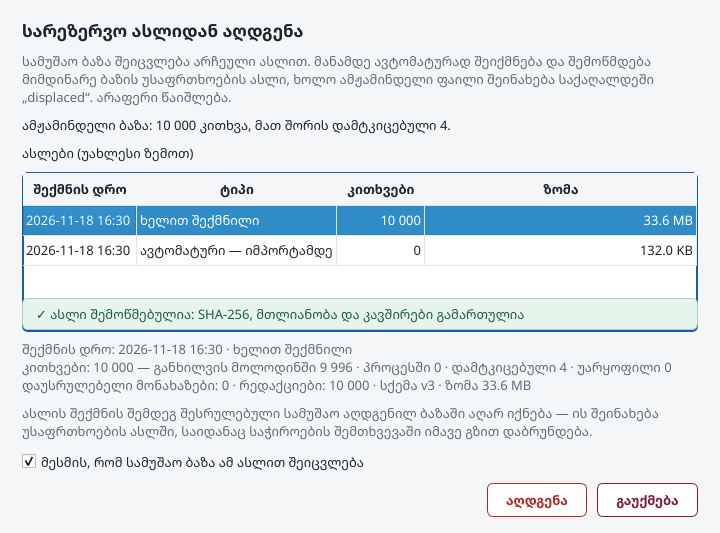 სარეზერვო ასლიდან აღდგენა
სამუშაო ბაზა შეიცვლება არჩეული ასლით. მანამდე ავტომატურად შეიქმნება და შემოწმდება
მიმდინარე ბაზის უსაფრთხოების ასლი, ხოლო ამჟამინდელი ფაილი შეინახება საქაღალდეში
„displaced“. არაფერი წაიშლება.
ამჟამინდელი ბაზა: 10 000 კითხვა, მათ შორის დამტკიცებული 4.
ასლები (უახლესი ზემოთ)
შექმნის დრო ტიპი კითხვები ზომა
2026-11-18 16:30 ხელით შექმნილი 10 000 33.6 MB
2026-11-18 16:30 ავტომატური — იმპორტამდე 0 132.0 KB
✓ ასლი შემოწმებულია: SHA-256, მთლიანობა და კავშირები გამართულია
შექმნის დრო: 2026-11-18 16:30 · ხელით შექმნილი
კითხვები: 10 000 — განხილვის მოლოდინში 9 996 · პროცესში 0 · დამტკიცებული 4 · უარყოფილი 0
დაუსრულებელი მონახაზები: 0 · რედაქციები: 10 000 · სქემა v3 · ზომა 33.6 MB
ასლის შექმნის შემდეგ შესრულებული სამუშაო აღდგენილ ბაზაში აღარ იქნება — ის შეინახება
უსაფრთხოების ასლში, საიდანაც საჭიროების შემთხვევაში იმავე გზით დაბრუნდება.
მესმის, რომ სამუშაო ბაზა ამ ასლით შეიცვლება
აღდგენა გაუქმება